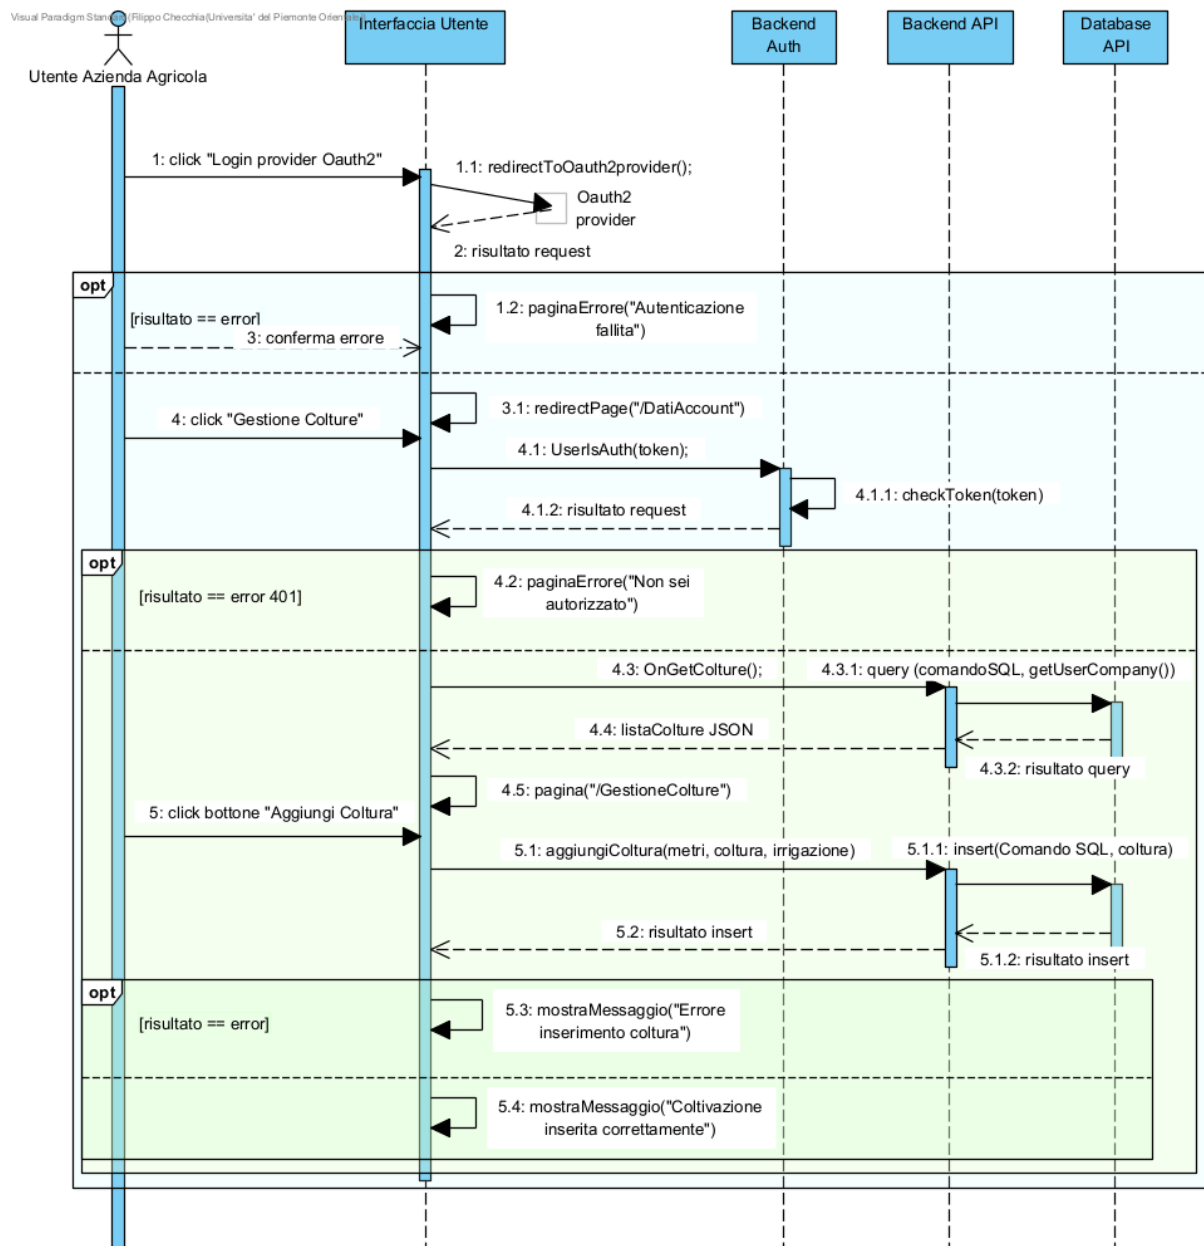 Visual Paradigm Standard(Filippo Checchia(Universita' del Piemonte Orientale))
Utente Azienda Agricola
Interfaccia Utente
Backend
Auth
Backend API
Database
API
1: click "Login provider Oauth2"
1.1: redirectToOauth2provider();
Oauth2
provider
2: risultato request
opt
[risultato == error]
1.2: paginaErrore("Autenticazione
fallita")
3: conferma errore
3.1: redirectPage("/DatiAccount")
4: click "Gestione Colture"
4.1: UserIsAuth(token);
4.1.1: checkToken(token)
4.1.2: risultato request
opt
[risultato == error 401]
4.2: paginaErrore("Non sei
autorizzato")
4.3: OnGetColture();
4.3.1: query (comandoSQL, getUserCompany())
4.4: listaColture JSON
4.3.2: risultato query
4.5: pagina("/GestioneColture")
5: click bottone "Aggiungi Coltura"
5.1: aggiungiColtura(metri, coltura, irrigazione)
5.1.1: insert(Comando SQL, coltura)
5.2: risultato insert
5.1.2: risultato insert
opt
[risultato == error]
5.3: mostraMessaggio("Errore
inserimento coltura")
5.4: mostraMessaggio("Coltivazione
inserita correttamente")